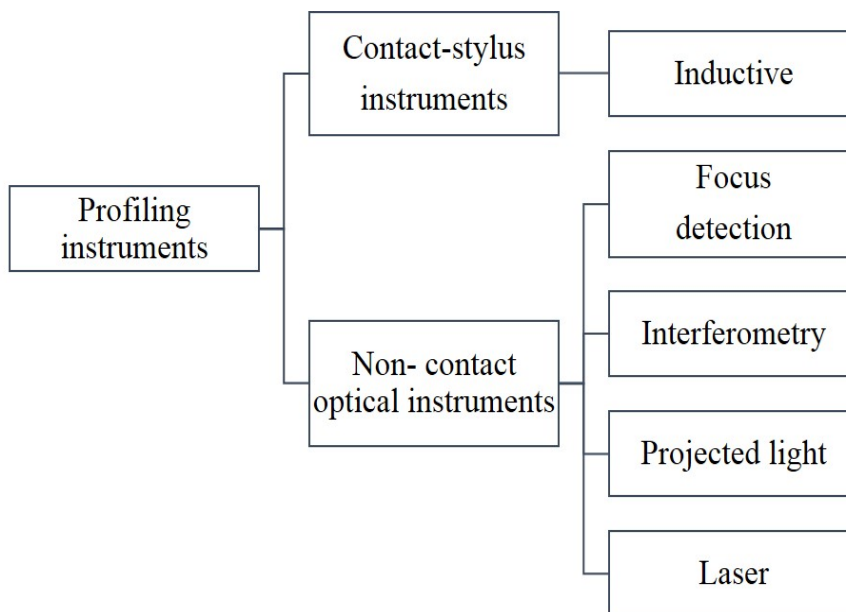 Contact-stylus
instruments
Inductive
Profiling
instruments
Focus
detection
Interferometry
Non- contact
optical instruments
Projected light
Laser